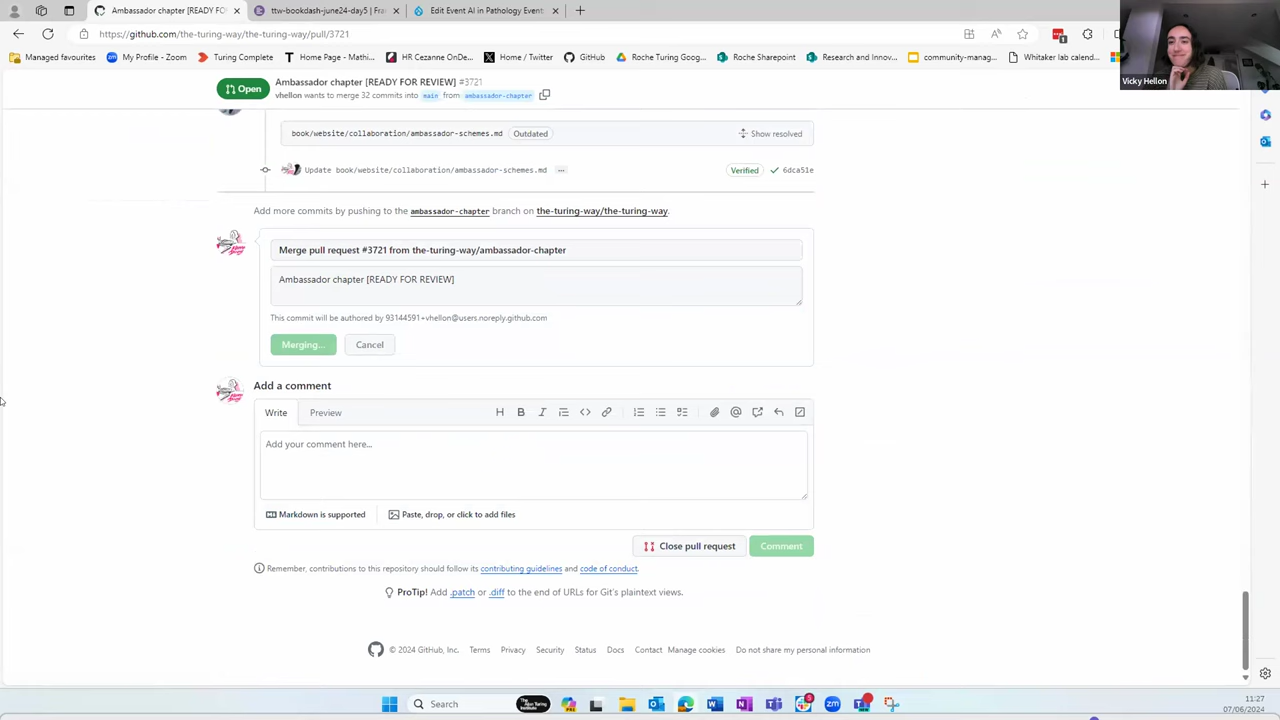 Ambassador chapter [READY FO
ttw-bookdash-june24-day5 | Fra
Edit Event AI in Pathology Event
https://github.com/the-turing-way/the-turing-way/pull/3721
Managed favourites
My Profile - Zoom
Turing Complete
Home Page - Mathi...
HR Cezanne OnDe...
Home / Twitter
GitHub
Roche Turing Goog...
Roche Sharepoint
Research and Innov...
community-manag...
Whitaker lab calend...
Vicky Hellon
Open
Ambassador chapter [READY FOR REVIEW] #3721
vhellon wants to merge 32 commits into main from ambassador-chapter
book/website/collaboration/ambassador-schemes.md Outdated Show resolved
Update book/website/collaboration/ambassador-schemes.md ... Verified 6dca51e
Add more commits by pushing to the ambassador-chapter branch on the-turing-way/the-turing-way.
Merge pull request #3721 from the-turing-way/ambassador-chapter
Ambassador chapter [READY FOR REVIEW]
This commit will be authored by 93144591+vhellon@users.noreply.github.com
Merging... Cancel
Add a comment
Write Preview
Add your comment here...
Markdown is supported Paste, drop, or click to add files
Close pull request Comment
Remember, contributions to this repository should follow its contributing guidelines and code of conduct.
ProTip! Add .patch or .diff to the end of URLs for Git's plaintext views.
© 2024 GitHub, Inc. Terms Privacy Security Status Docs Contact Manage cookies Do not share my personal information
Search
11:27
07/06/2024